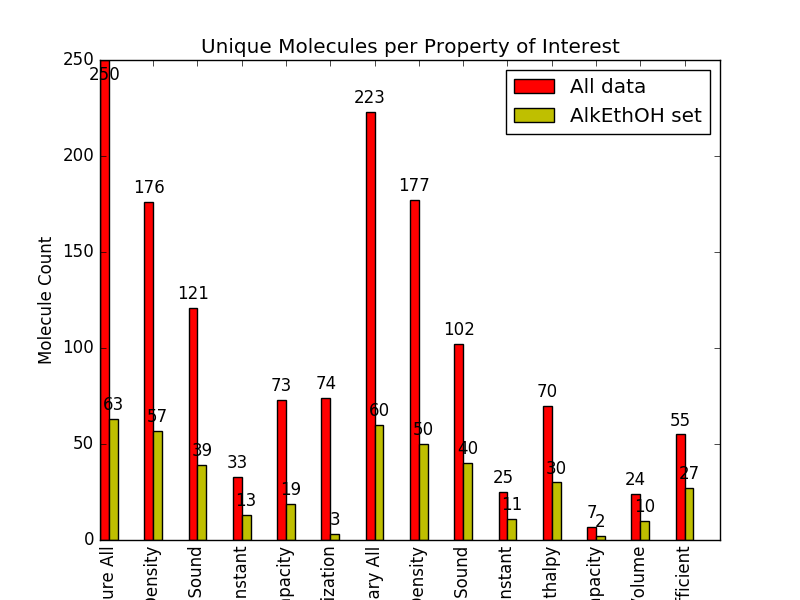 Unique Molecules per Property of Interest
250
200
150
100
50
0
Molecule Count
All data
AlkEthOH set
250
63
176
57
121
39
33
13
73
19
74
3
223
60
177
50
102
40
25
11
70
30
7
2
24
10
55
27
ure All
Density
Sound
nstant
pacity
ization
ary All
Density
Sound
nstant
thalpy
pacity
Volume
fficient